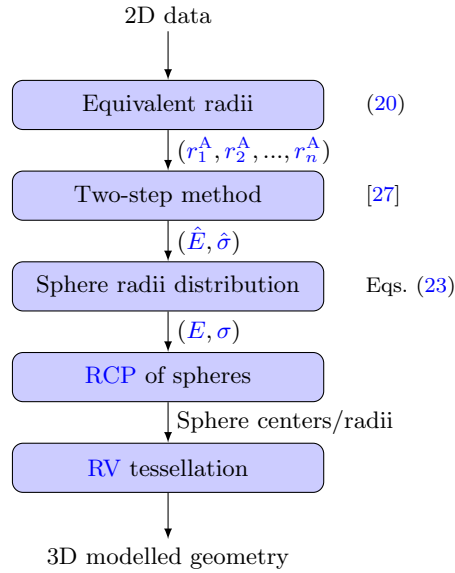 2D data
Equivalent radii (20)
(r₁ᴬ, r₂ᴬ, ..., rₙᴬ)
Two-step method [27]
(Ê, σ̂)
Sphere radii distribution Eqs. (23)
(E, σ)
RCP of spheres
Sphere centers/radii
RV tessellation
3D modelled geometry